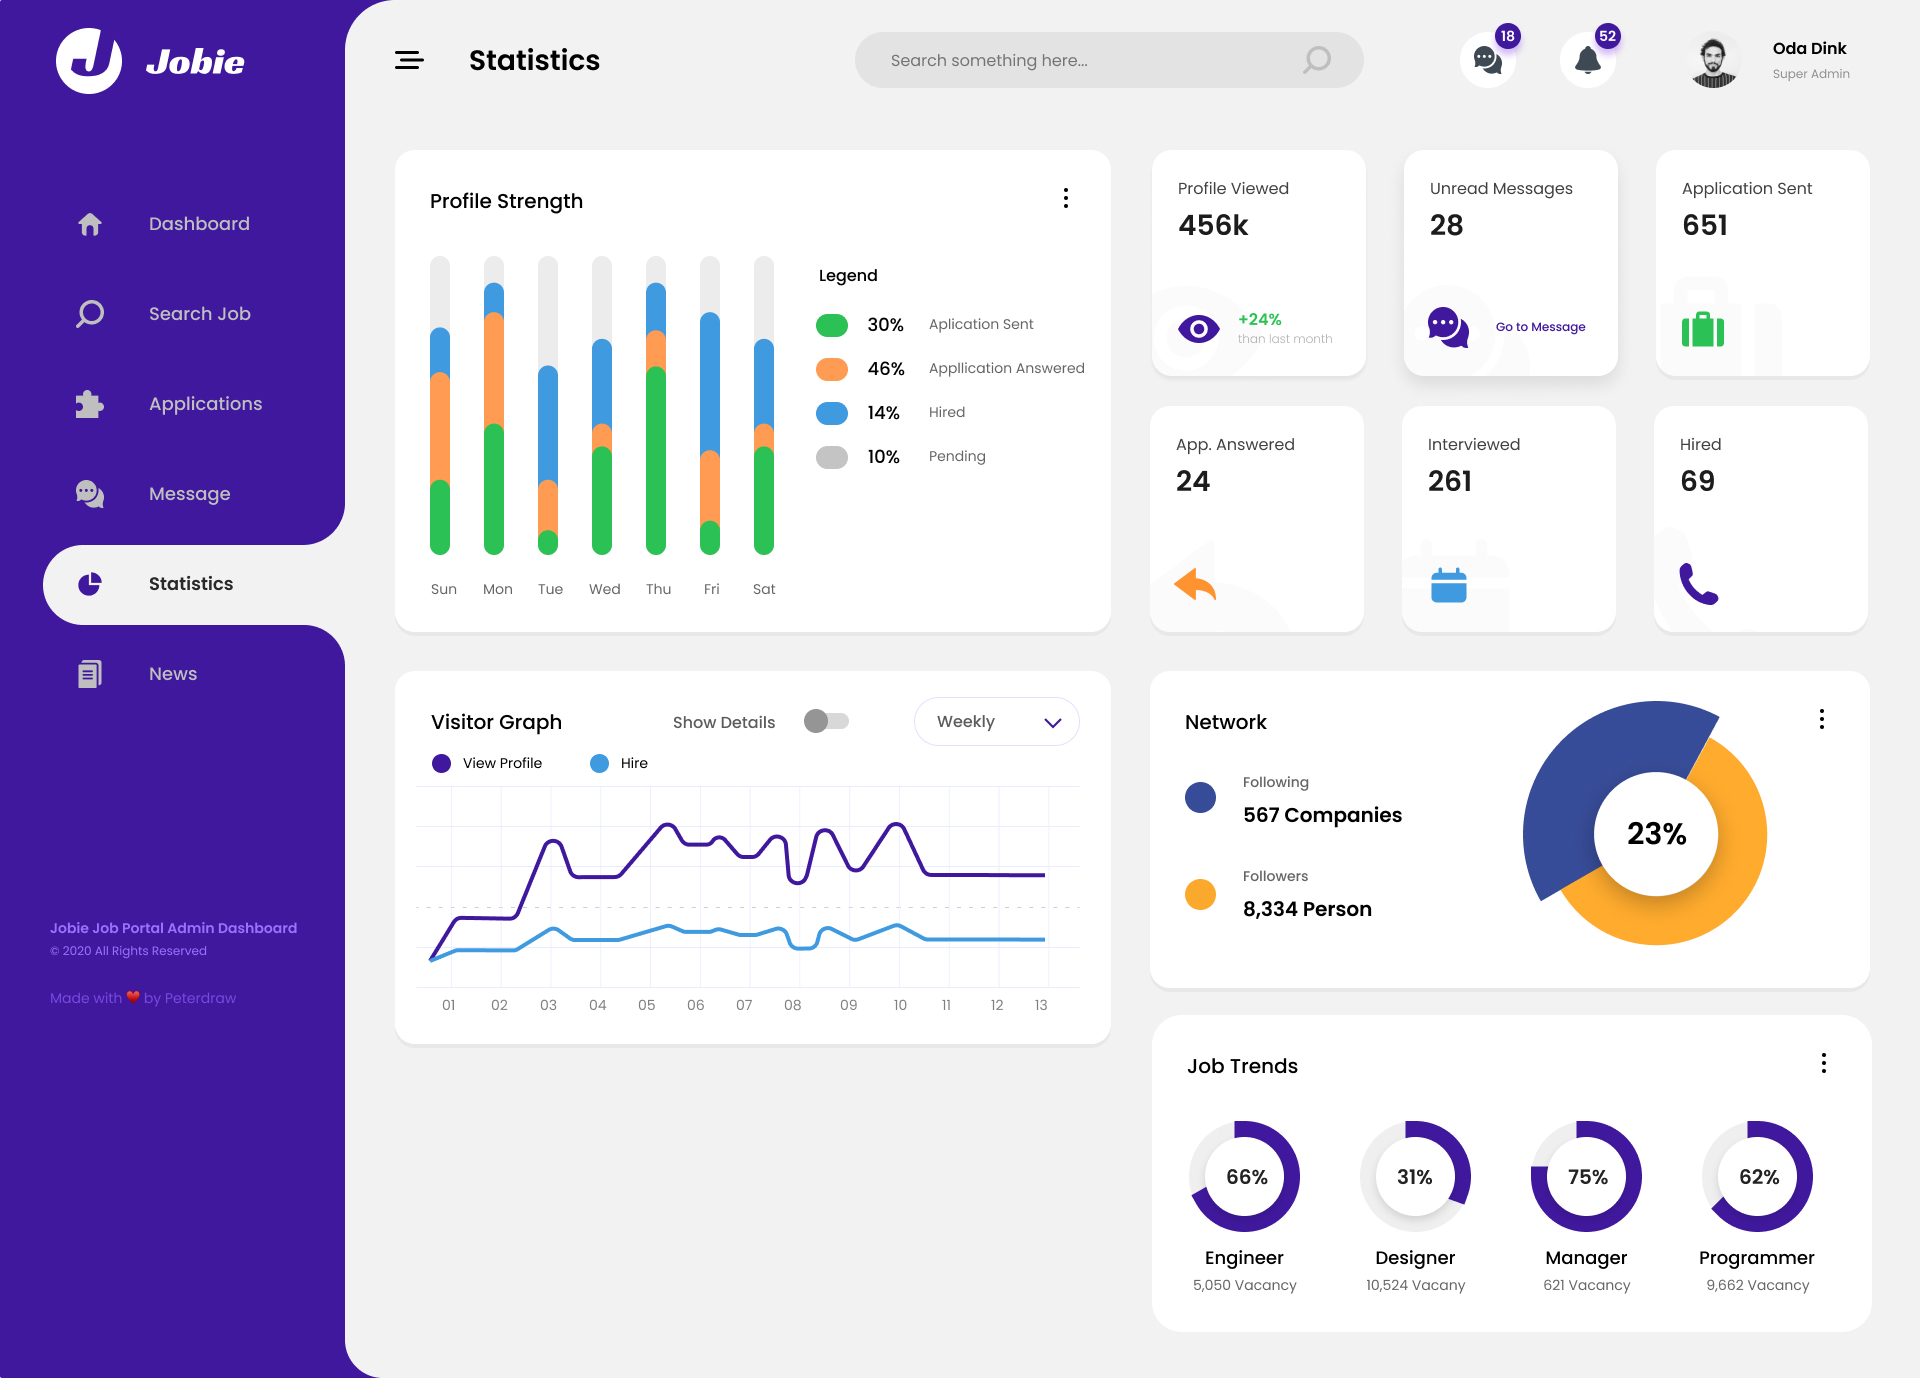 Jobie
Statistics
Search something here...
18
52
Oda Dink
Super Admin
Dashboard
Search Job
Applications
Message
Statistics
News
Jobie Job Portal Admin Dashboard
© 2020 All Rights Reserved
Made with ❤️ by Peterdraw
Profile Strength
Legend
30% Aplication Sent
46% Appllication Answered
14% Hired
10% Pending
Sun Mon Tue Wed Thu Fri Sat
Profile Viewed
456k
+24%
than last month
Unread Messages
28
Go to Message
Application Sent
651
App. Answered
24
Interviewed
261
Hired
69
Visitor Graph
Show Details
Weekly
View Profile
Hire
01 02 03 04 05 06 07 08 09 10 11 12 13
Network
Following
567 Companies
Followers
8,334 Person
23%
Job Trends
66%
31%
75%
62%
Engineer
Designer
Manager
Programmer
5,050 Vacancy
10,524 Vacany
621 Vacancy
9,662 Vacancy